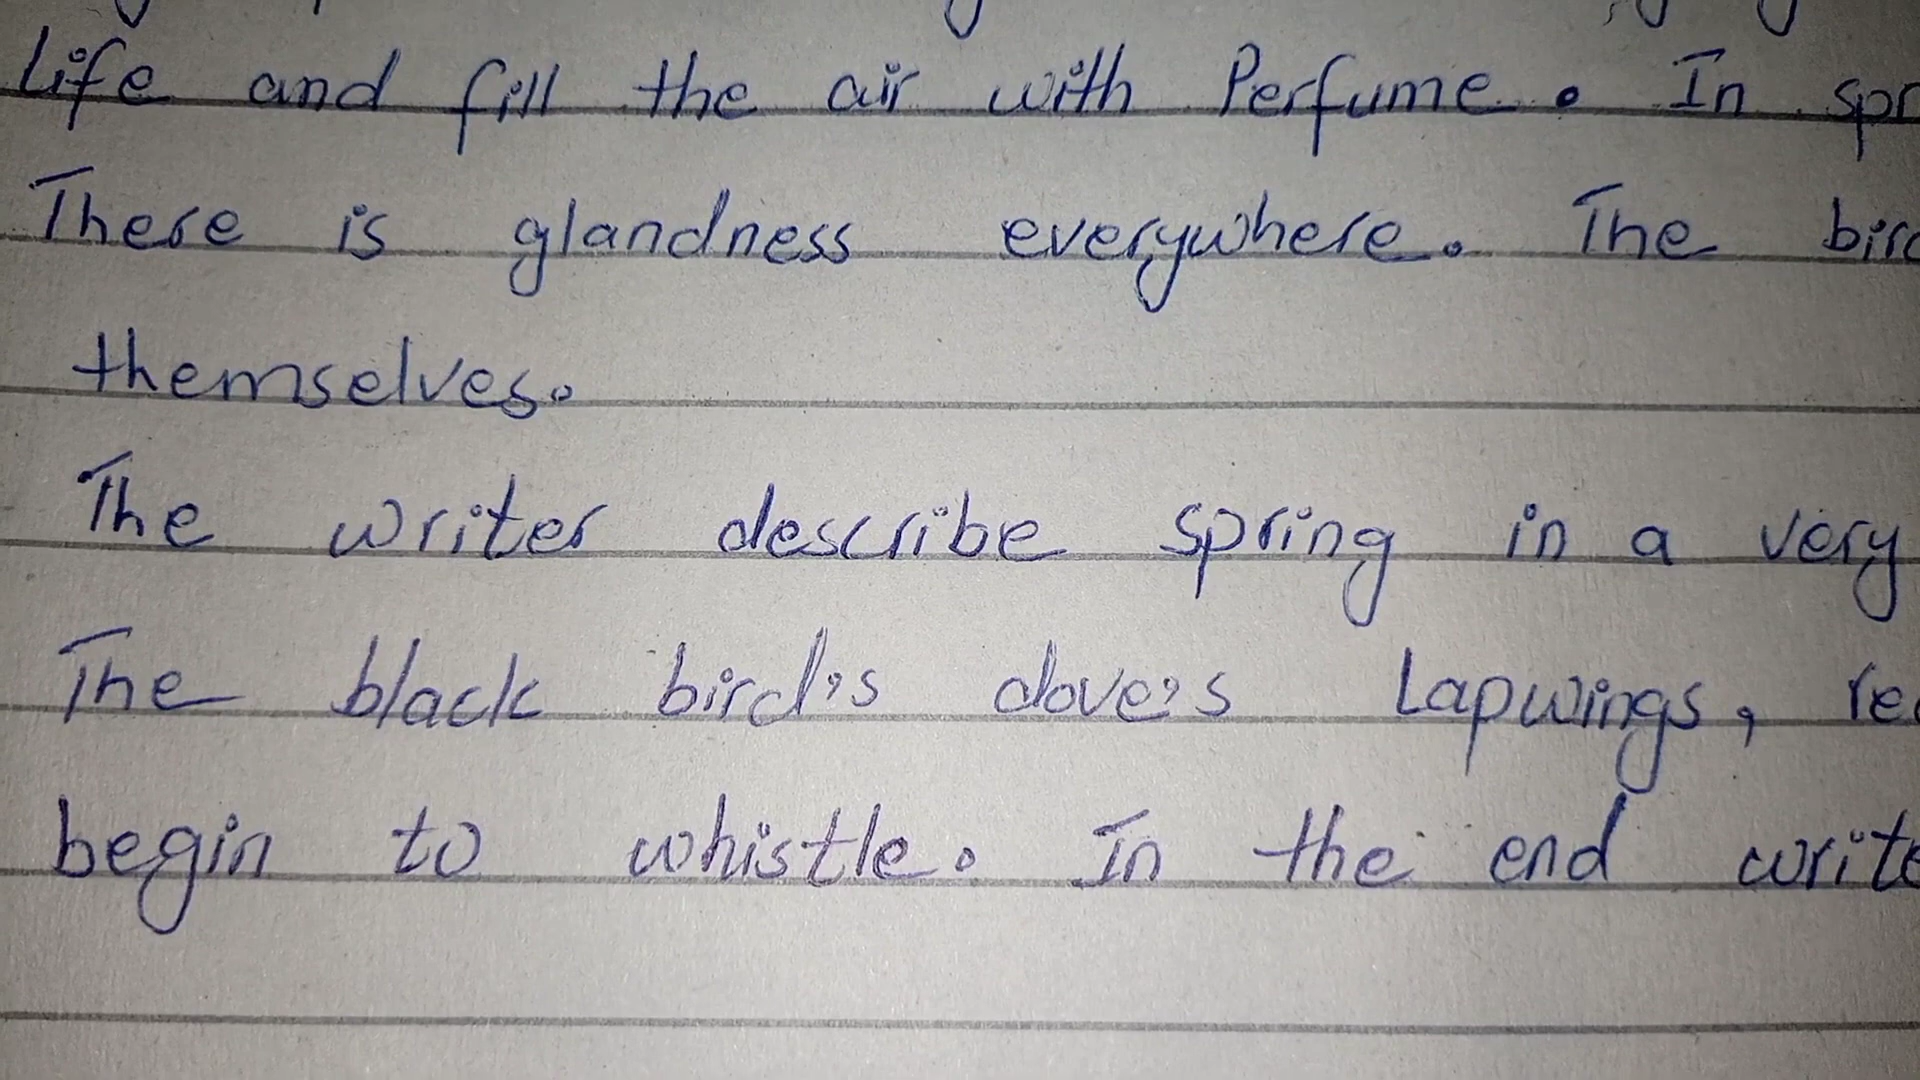 Life and fill the air with Perfume. In
There is glandness everywhere. The
themselves.
The writer describe spring in a very
The black bird's dove's Lapwings,
begin to whistle. In the end